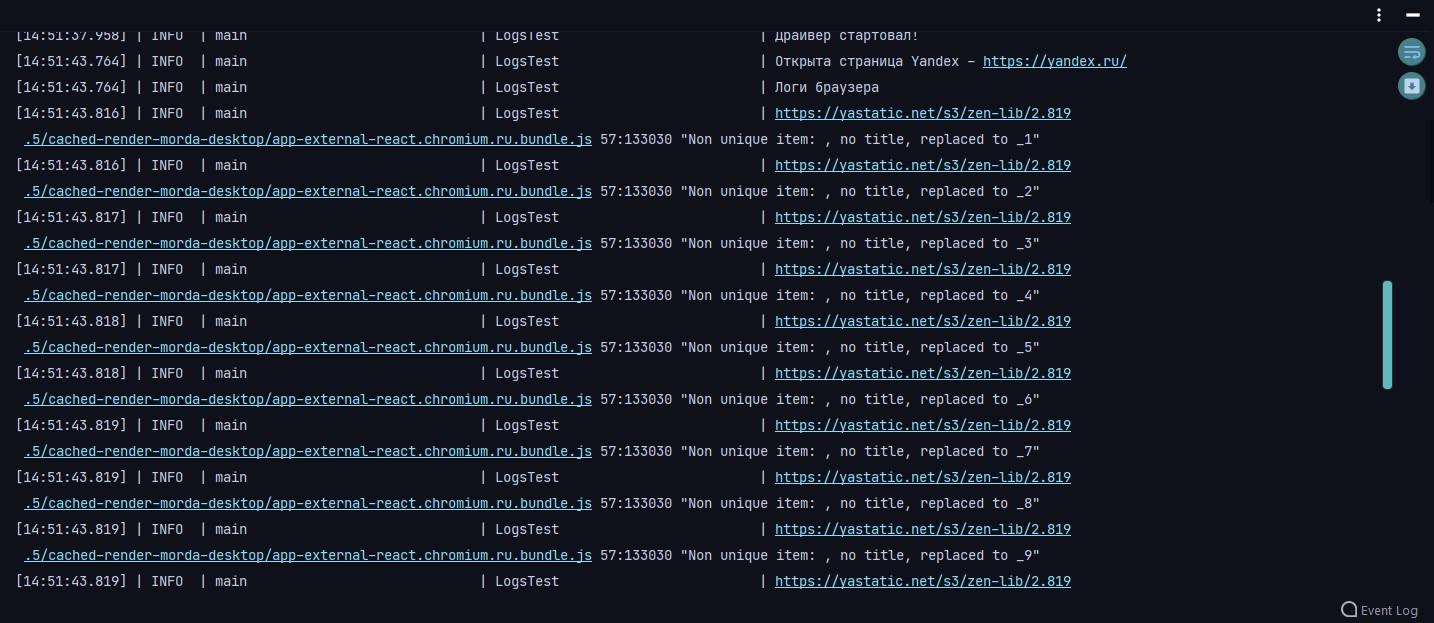 [14:51:37.958] | INFO | main | LogsTest | Драйвер стартовал!
[14:51:43.764] | INFO | main | LogsTest | Открыта страница Yandex – https://yandex.ru/
[14:51:43.764] | INFO | main | LogsTest | Логи браузера
[14:51:43.816] | INFO | main | LogsTest | https://yastatic.net/s3/zen-lib/2.819
.5/cached-render-morda-desktop/app-external-react.chromium.ru.bundle.js 57:133030 "Non unique item: , no title, replaced to _1"
[14:51:43.816] | INFO | main | LogsTest | https://yastatic.net/s3/zen-lib/2.819
.5/cached-render-morda-desktop/app-external-react.chromium.ru.bundle.js 57:133030 "Non unique item: , no title, replaced to _2"
[14:51:43.817] | INFO | main | LogsTest | https://yastatic.net/s3/zen-lib/2.819
.5/cached-render-morda-desktop/app-external-react.chromium.ru.bundle.js 57:133030 "Non unique item: , no title, replaced to _3"
[14:51:43.817] | INFO | main | LogsTest | https://yastatic.net/s3/zen-lib/2.819
.5/cached-render-morda-desktop/app-external-react.chromium.ru.bundle.js 57:133030 "Non unique item: , no title, replaced to _4"
[14:51:43.818] | INFO | main | LogsTest | https://yastatic.net/s3/zen-lib/2.819
.5/cached-render-morda-desktop/app-external-react.chromium.ru.bundle.js 57:133030 "Non unique item: , no title, replaced to _5"
[14:51:43.818] | INFO | main | LogsTest | https://yastatic.net/s3/zen-lib/2.819
.5/cached-render-morda-desktop/app-external-react.chromium.ru.bundle.js 57:133030 "Non unique item: , no title, replaced to _6"
[14:51:43.819] | INFO | main | LogsTest | https://yastatic.net/s3/zen-lib/2.819
.5/cached-render-morda-desktop/app-external-react.chromium.ru.bundle.js 57:133030 "Non unique item: , no title, replaced to _7"
[14:51:43.819] | INFO | main | LogsTest | https://yastatic.net/s3/zen-lib/2.819
.5/cached-render-morda-desktop/app-external-react.chromium.ru.bundle.js 57:133030 "Non unique item: , no title, replaced to _8"
[14:51:43.819] | INFO | main | LogsTest | https://yastatic.net/s3/zen-lib/2.819
.5/cached-render-morda-desktop/app-external-react.chromium.ru.bundle.js 57:133030 "Non unique item: , no title, replaced to _9"
[14:51:43.819] | INFO | main | LogsTest | https://yastatic.net/s3/zen-lib/2.819
Event Log